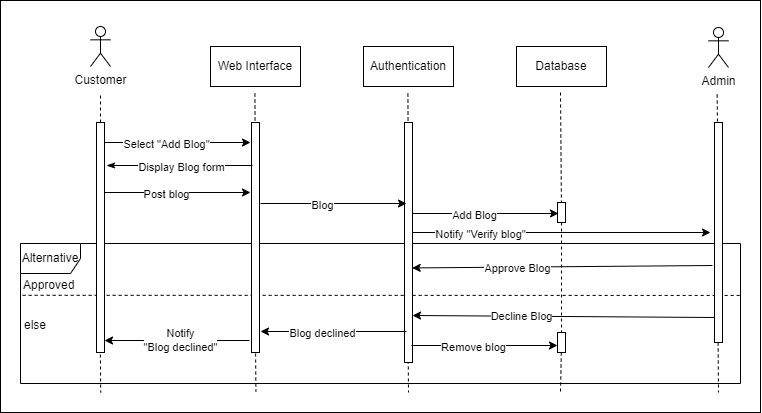 Customer
Web Interface
Authentication
Database
Admin
Select "Add Blog"
Display Blog form
Post blog
Blog
Add Blog
Notify "Verify blog"
Alternative
Approve Blog
Approved
Decline Blog
else
Blog declined
Notify
"Blog declined"
Remove blog